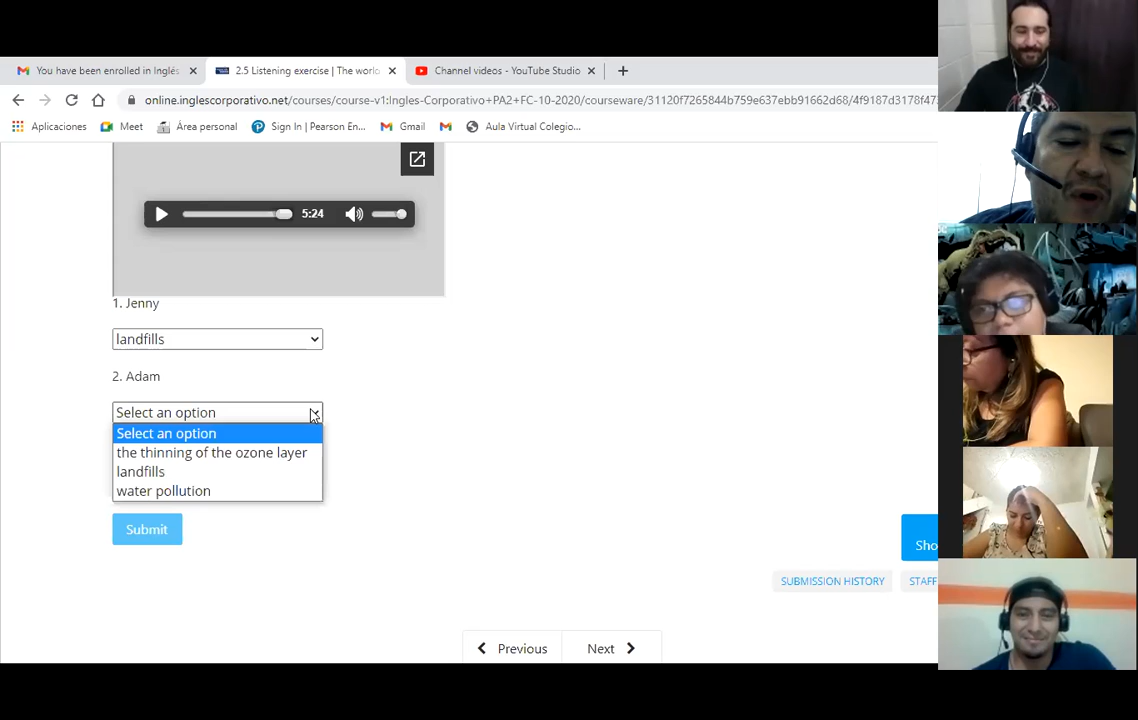 You have been enrolled in Inglés
2.5 Listening exercise | The world
Channel videos - YouTube Studio
online.inglescorporativo.net/courses/course-v1:Ingles-Corporativo+PA2+FC-10-2020/courseware/31120f7265844b759e637ebb91662d68/4f9187d3178f473
Aplicaciones
Meet
Área personal
Sign In | Pearson En...
Gmail
Aula Virtual Colegio...
5:24
1. Jenny
landfills
2. Adam
Select an option
Select an option
the thinning of the ozone layer
landfills
water pollution
Submit
Sho
SUBMISSION HISTORY
STAFF
Previous
Next